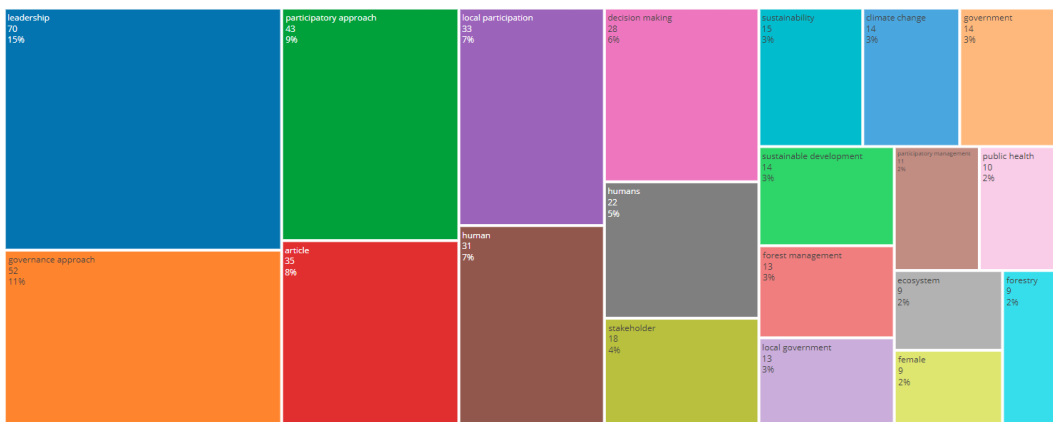 leadership
70
15%
governance approach
52
11%
participatory approach
43
9%
article
35
8%
local participation
33
7%
human
31
7%
decision making
28
6%
humans
22
5%
stakeholder
18
4%
sustainability
15
3%
climate change
14
3%
government
14
3%
sustainable development
14
3%
forest management
13
3%
local government
13
3%
participatory management
11
2%
public health
10
2%
ecosystem
9
2%
female
9
2%
forestry
9
2%